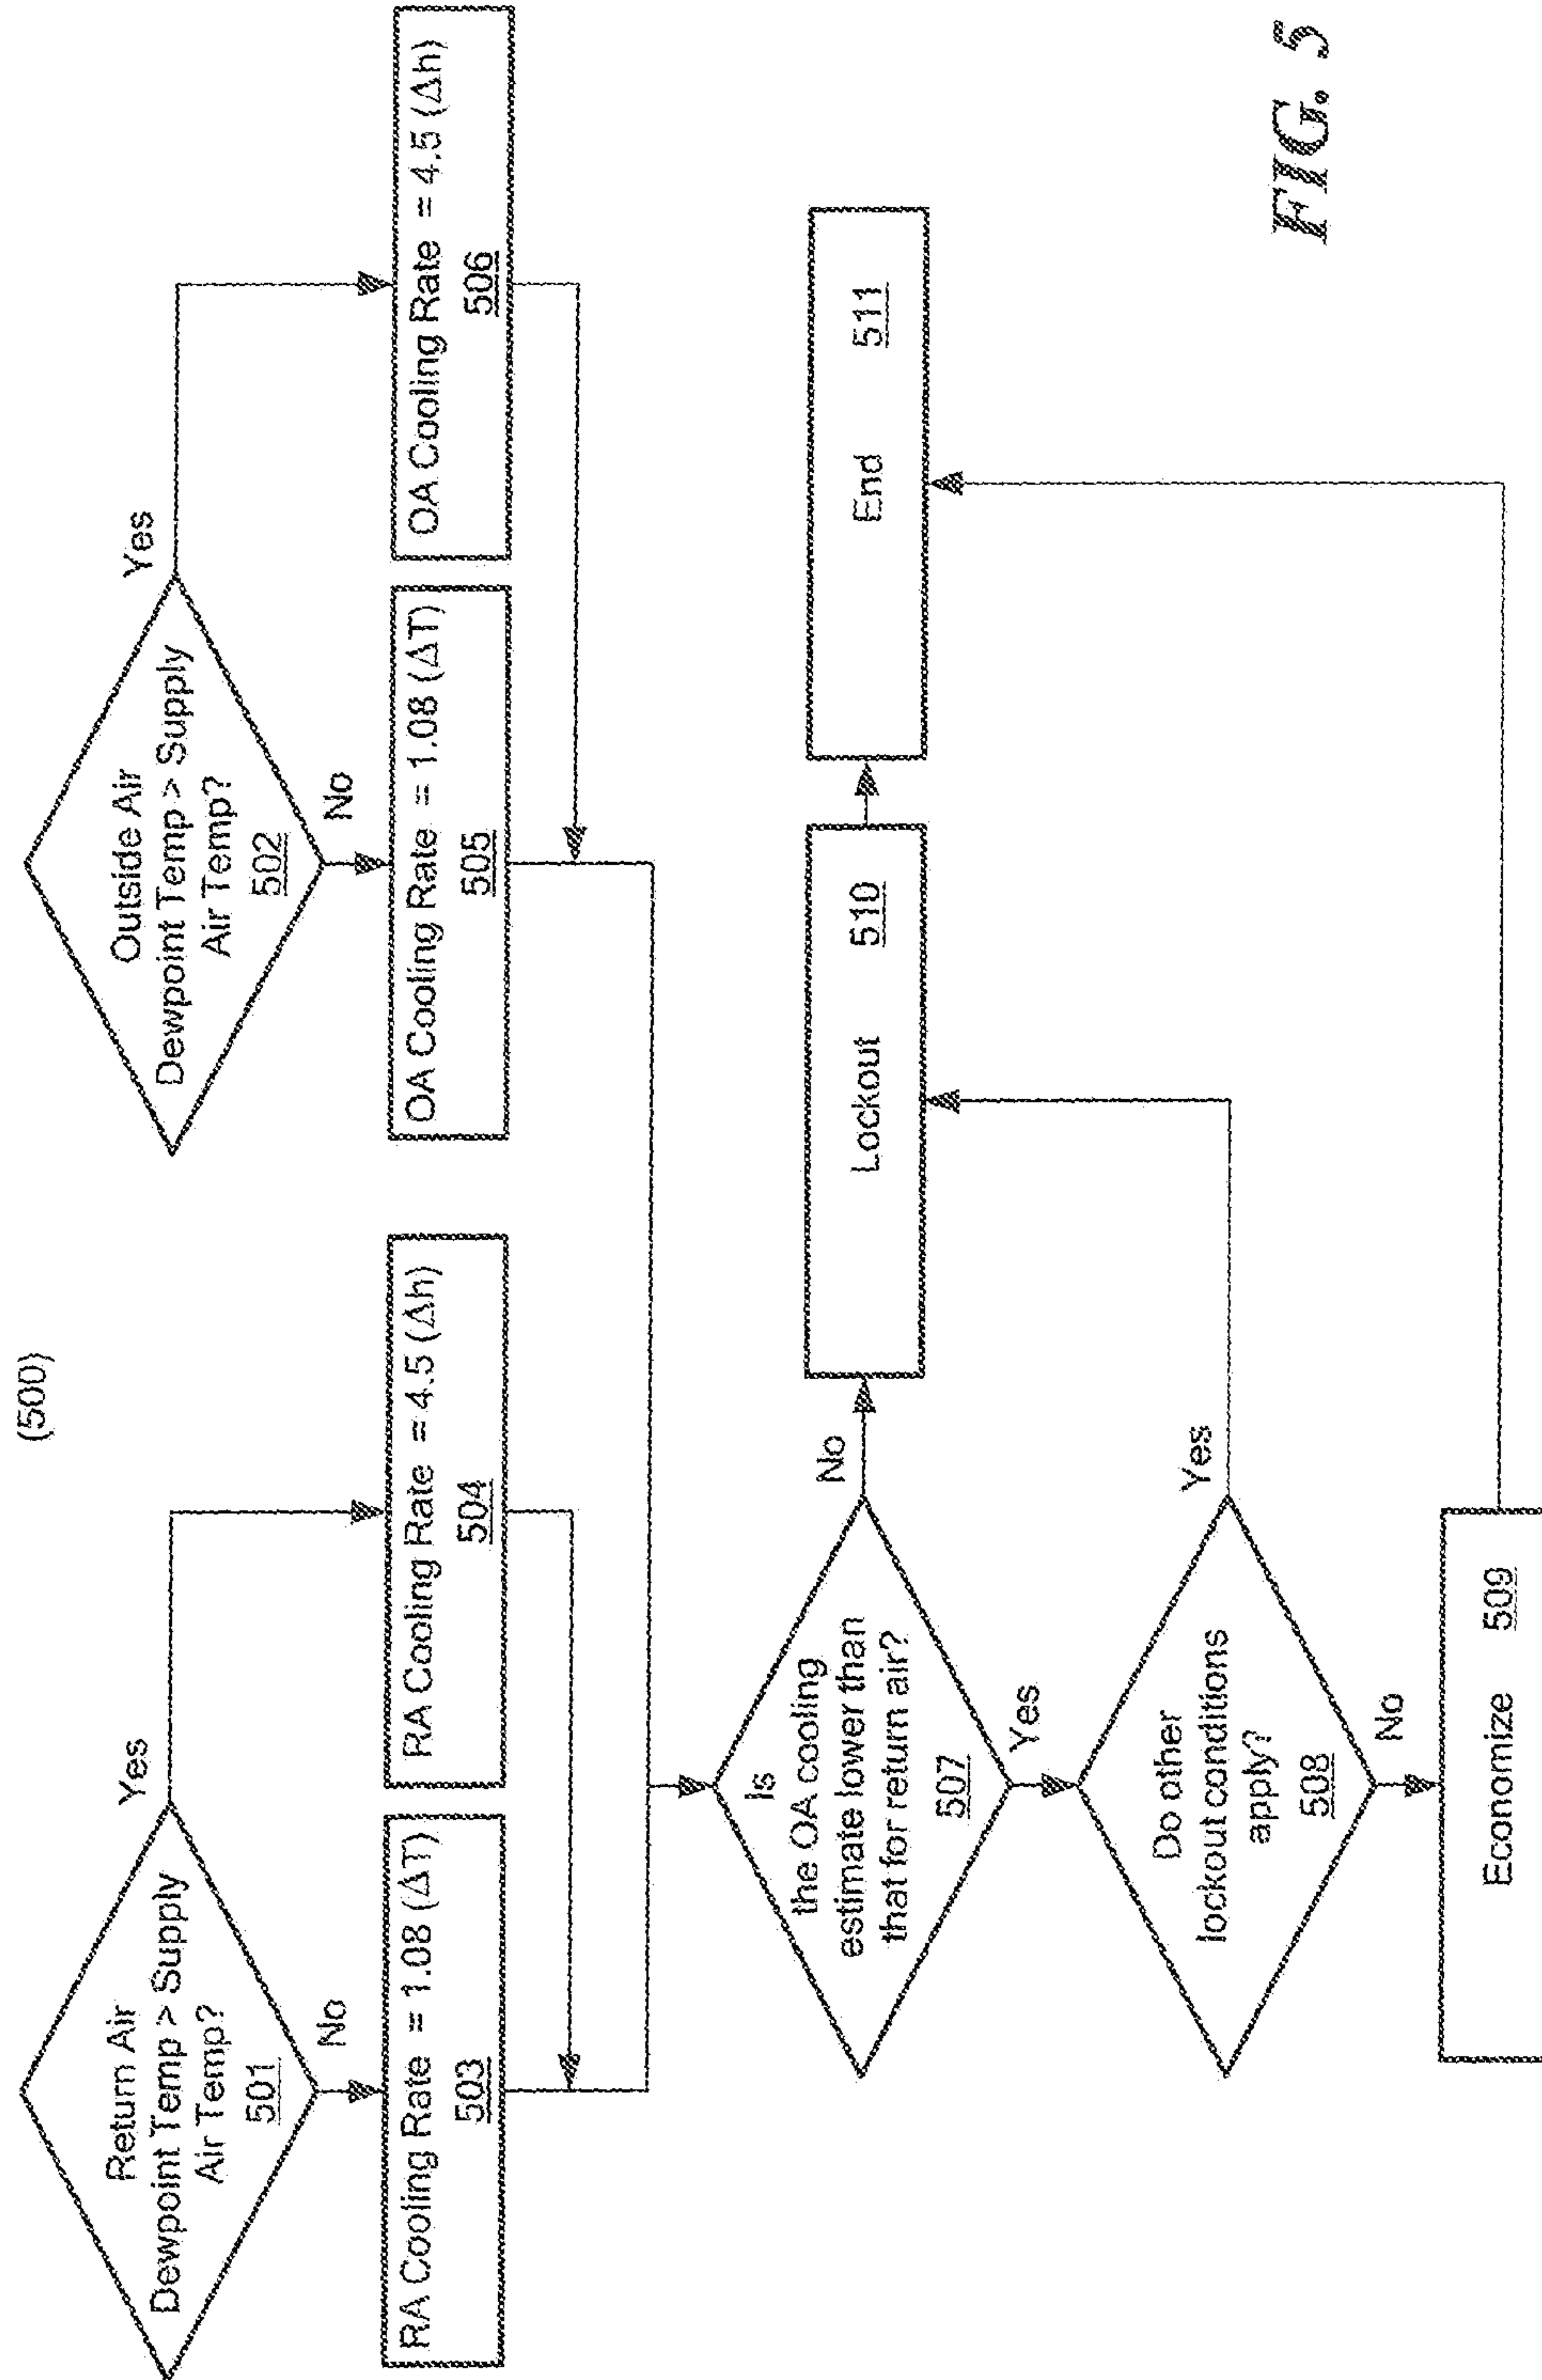 (500)
Return Air
Dewpoint Temp > Supply
Air Temp?
501
Yes
No
RA Cooling Rate = 1.08 (ΔT)
503
RA Cooling Rate = 4.5 (Δh)
504
Outside Air
Dewpoint Temp > Supply
Air Temp?
502
Yes
No
OA Cooling Rate = 1.08 (ΔT)
505
OA Cooling Rate = 4.5 (Δh)
506
Is
the OA cooling
estimate lower than
that for return air?
507
No
Yes
Lockout 510
End 511
Do other
lockout conditions
apply?
508
Yes
No
Economize 509
FIG. 5